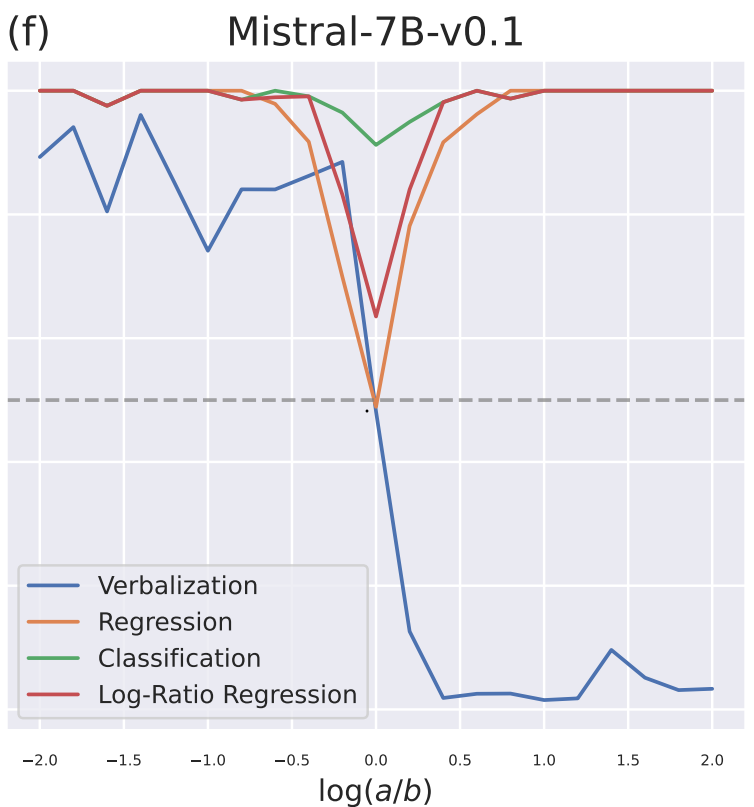 (f) Mistral-7B-v0.1
Verbalization
Regression
Classification
Log-Ratio Regression
−2.0 −1.5 −1.0 −0.5 0.0 0.5 1.0 1.5 2.0
log(a/b)